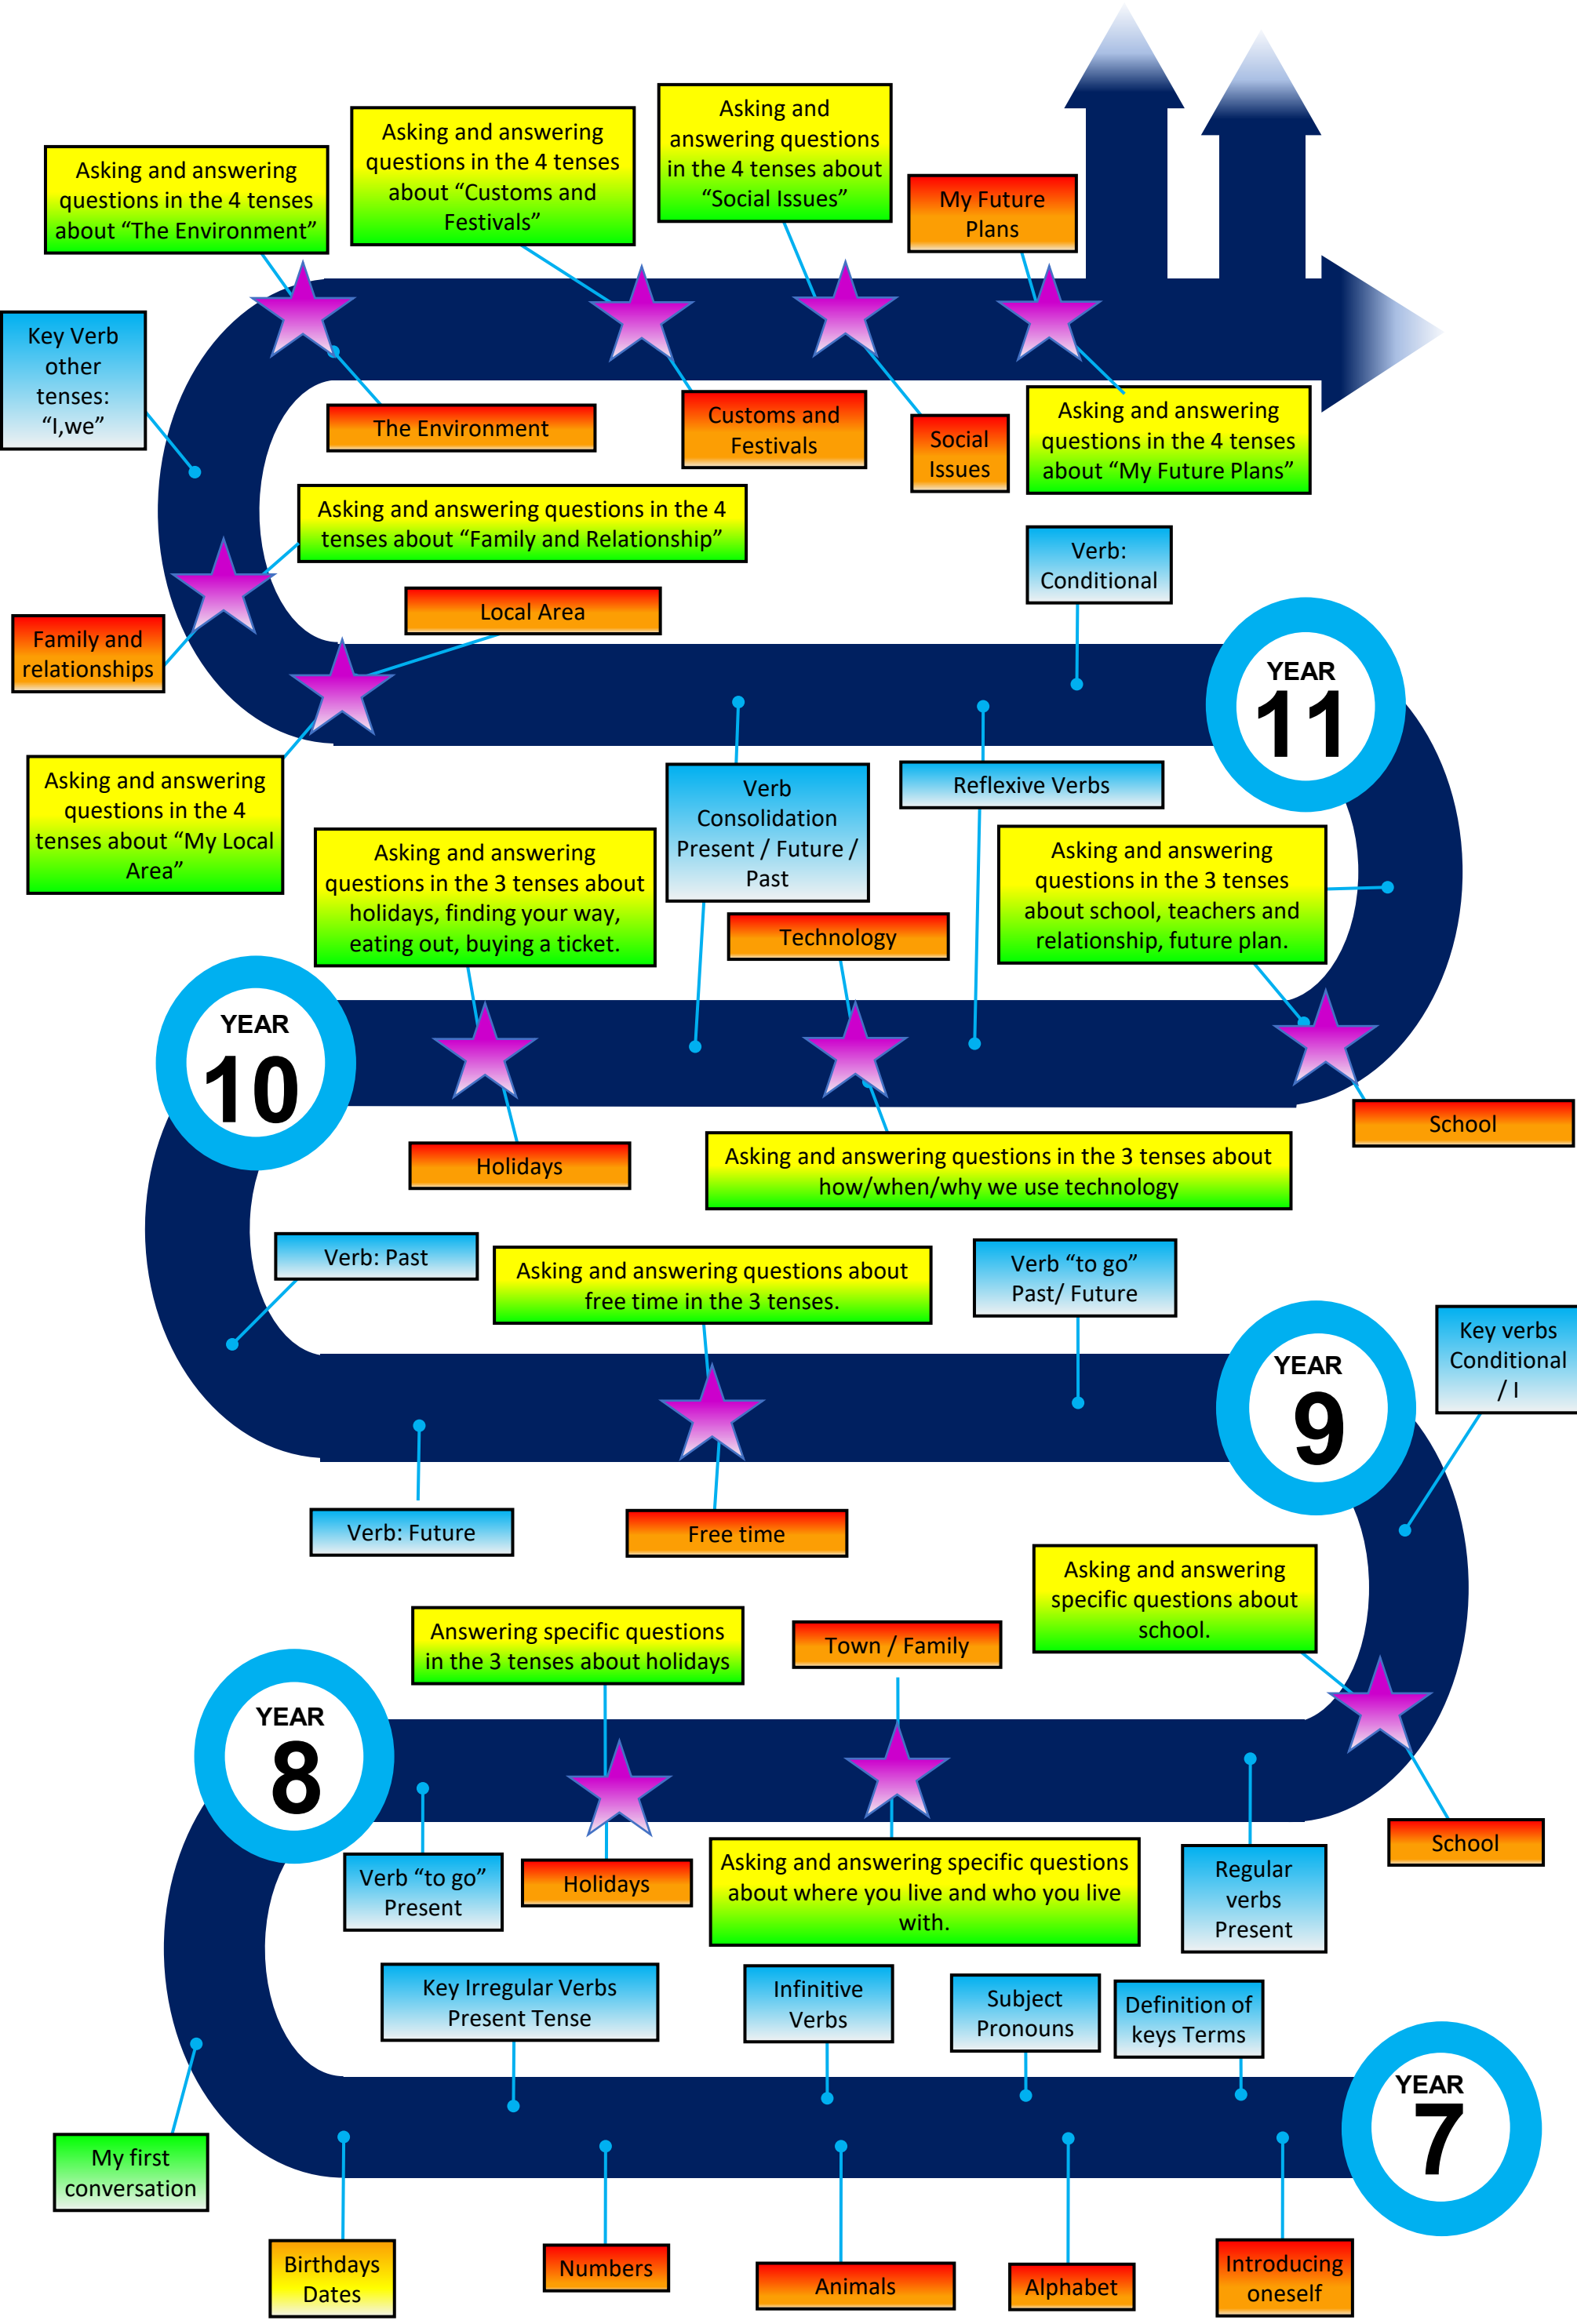 Asking and
answering questions
in the 4 tenses about
“Social Issues”
Asking and answering
questions in the 4 tenses
about “Customs and
Festivals”
Asking and answering
questions in the 4 tenses
about “The Environment”
My Future
Plans
Key Verb
other
tenses:
“I,we”
The Environment
Customs and
Festivals
Social
Issues
Asking and answering
questions in the 4 tenses
about “My Future Plans”
Asking and answering questions in the 4
tenses about “Family and Relationship”
Verb:
Conditional
Local Area
Family and
relationships
YEAR
11
Asking and answering
questions in the 4
tenses about “My Local
Area”
Verb
Consolidation
Present / Future /
Past
Reflexive Verbs
Asking and answering
questions in the 3 tenses about
holidays, finding your way,
eating out, buying a ticket.
Asking and answering
questions in the 3 tenses
about school, teachers and
relationship, future plan.
Technology
YEAR
10
School
Holidays
Asking and answering questions in the 3 tenses about
how/when/why we use technology
Verb: Past
Asking and answering questions about
free time in the 3 tenses.
Verb “to go”
Past/ Future
Key verbs
Conditional
/ I
YEAR
9
Verb: Future
Free time
Asking and answering
specific questions about
school.
Answering specific questions
in the 3 tenses about holidays
Town / Family
YEAR
8
Verb “to go”
Present
Holidays
Asking and answering specific questions
about where you live and who you live
with.
Regular
verbs
Present
School
Key Irregular Verbs
Present Tense
Infinitive
Verbs
Subject
Pronouns
Definition of
keys Terms
YEAR
7
My first
conversation
Birthdays
Dates
Numbers
Animals
Alphabet
Introducing
oneself